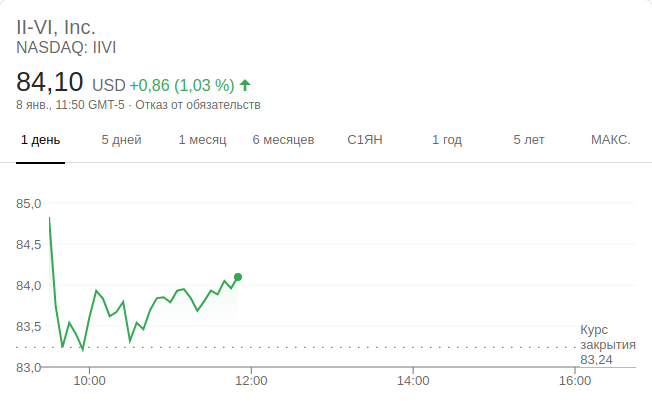 II-VI, Inc.
NASDAQ: IIVI
84,10 USD +0,86 (1,03 %)
8 янв., 11:50 GMT-5 · Отказ от обязательств
1 день 5 дней 1 месяц 6 месяцев С1ЯН 1 год 5 лет МАКС.
85,0
84,5
84,0
83,5
83,0
Курс
закрытия
83,24
10:00 12:00 14:00 16:00